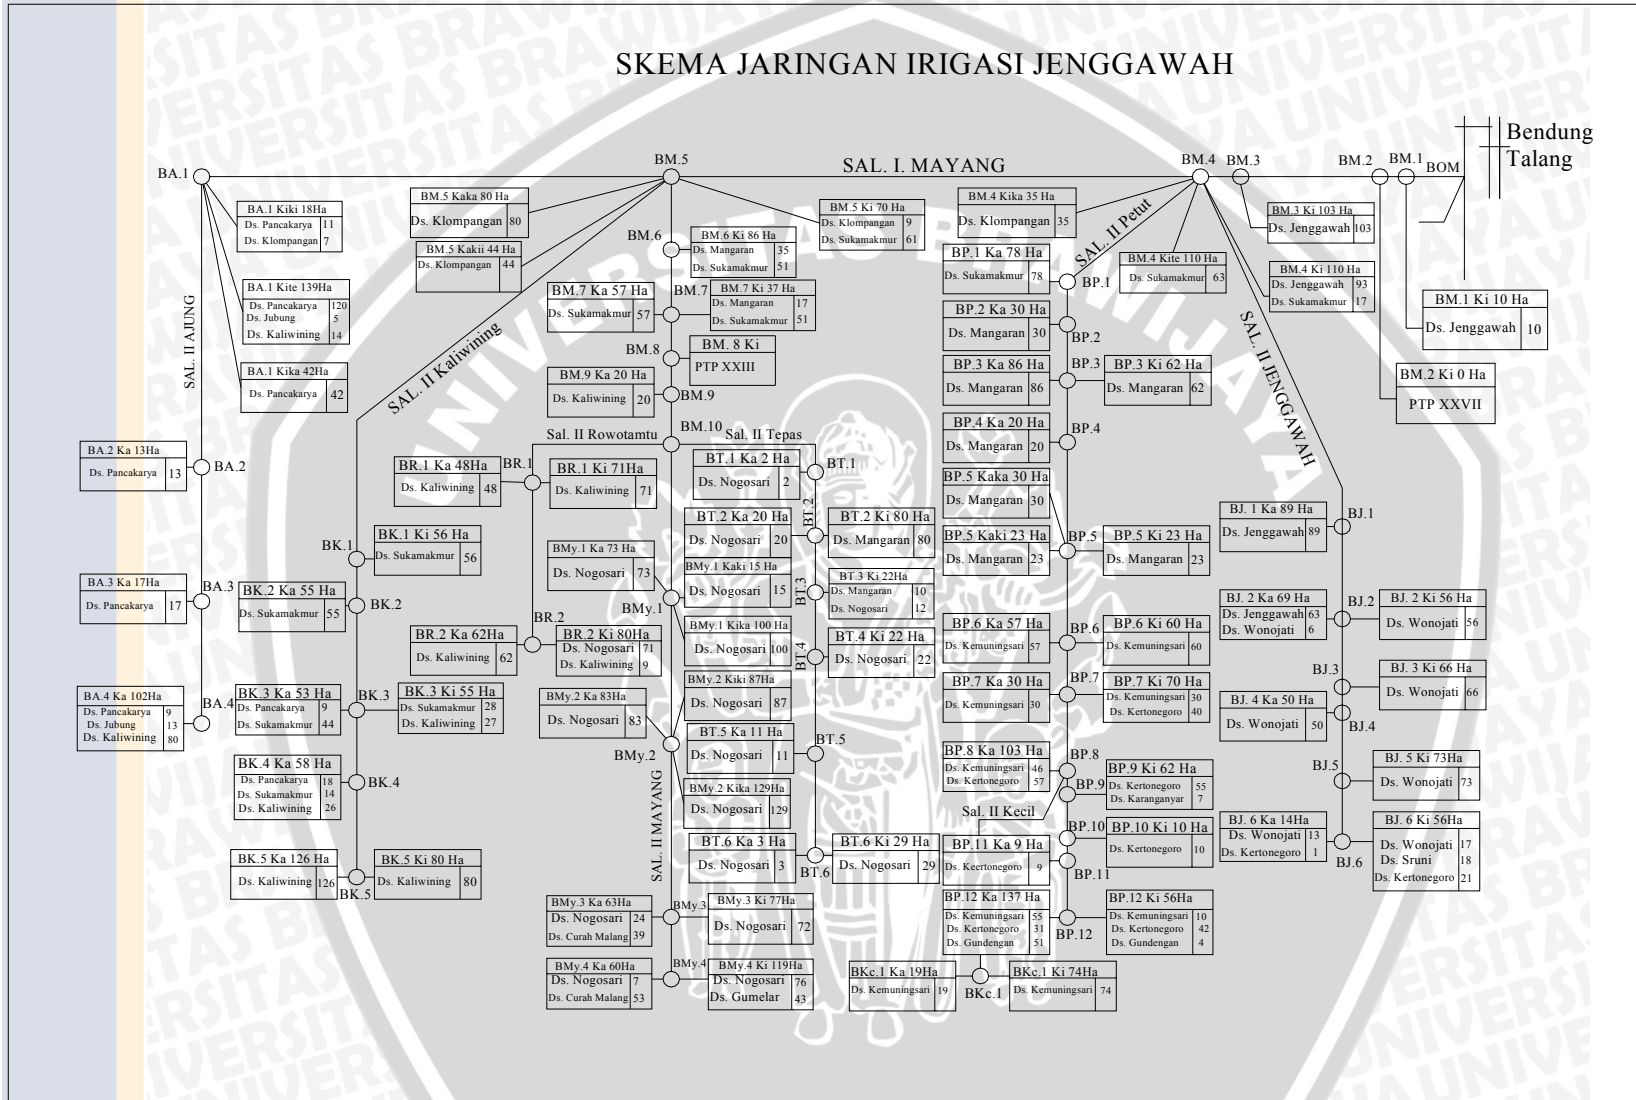 SKEMA JARINGAN IRIGASI JENGGAWAH
Bendung
Talang
BOM
BM.1
BM.2
BM.3
BM.4
SAL. I. MAYANG
BM.5
BA.1
BA.1 Kiki 18Ha
Ds. Pancakarya 11
Ds. Klompangan 7
BA.1 Kite 139Ha
Ds. Pancakarya 120
Ds. Jubung 5
Ds. Kaliwining 14
BA.1 Kika 42Ha
Ds. Pancakarya 42
SAL. II AJUNG
BA.2 Ka 13Ha
Ds. Pancakarya 13
BA.2
BA.3 Ka 17Ha
Ds. Pancakarya 17
BA.3
BA.4 Ka 102Ha
Ds. Pancakarya 9
Ds. Jubung 13
Ds. Kaliwining 80
BA.4
BM.5 Kaka 80 Ha
Ds. Klompangan 80
BM.5 Kakii 44 Ha
Ds. Klompangan 44
SAL. II Kaliwining
BK.1
BK.1 Ki 56 Ha
Ds. Sukamakmur 56
BK.2 Ka 55 Ha
Ds. Sukamakmur 55
BK.2
BK.3 Ka 53 Ha
Ds. Pancakarya 9
Ds. Sukamakmur 44
BK.3
BK.3 Ki 55 Ha
Ds. Sukamakmur 28
Ds. Kaliwining 27
BK.4 Ka 58 Ha
Ds. Pancakarya 18
Ds. Sukamakmur 14
Ds. Kaliwining 26
BK.4
BK.5 Ka 126 Ha
Ds. Kaliwining 126
BK.5
BK.5 Ki 80 Ha
Ds. Kaliwining 80
BM.5 Ki 70 Ha
Ds. Klompangan 9
Ds. Sukamakmur 61
BM.6
BM.6 Ki 86 Ha
Ds. Mangaran 35
Ds. Sukamakmur 51
BM.7 Ka 57 Ha
Ds. Sukamakmur 57
BM.7
BM.7 Ki 37 Ha
Ds. Mangaran 17
Ds. Sukamakmur 51
BM.8
BM. 8 Ki
PTP XXIII
BM.9 Ka 20 Ha
Ds. Kaliwining 20
BM.9
BM.10
Sal. II Rowotamtu
Sal. II Tepas
BR.1 Ka 48Ha
Ds. Kaliwining 48
BR.1
BR.1 Ki 71Ha
Ds. Kaliwining 71
BR.2 Ka 62Ha
Ds. Kaliwining 62
BR.2
BR.2 Ki 80Ha
Ds. Nogosari 71
Ds. Kaliwining 9
BT.1 Ka 2 Ha
Ds. Nogosari 2
BT.1
BT.2 Ka 20 Ha
Ds. Nogosari 20
BT.2
BT.2 Ki 80 Ha
Ds. Mangaran 80
BT.3
BT.3 Ki 22Ha
Ds. Mangaran 10
Ds. Nogosari 12
BT.4
BT.4 Ki 22 Ha
Ds. Nogosari 22
BT.5 Ka 11 Ha
Ds. Nogosari 11
BT.5
BT.6 Ka 3 Ha
Ds. Nogosari 3
BT.6
BT.6 Ki 29 Ha
Ds. Nogosari 29
BMy.1 Ka 73 Ha
Ds. Nogosari 73
BMy.1
BMy.1 Kaki 15 Ha
Ds. Nogosari 15
BMy.1 Kika 100 Ha
Ds. Nogosari 100
BMy.2 Kiki 87Ha
Ds. Nogosari 87
BMy.2 Ka 83Ha
Ds. Nogosari 83
BMy.2
BMy.2 Kika 129Ha
Ds. Nogosari 129
SAL. II MAYANG
BMy.3 Ka 63Ha
Ds. Nogosari 24
Ds. Curah Malang 39
BMy.3
BMy.3 Ki 77Ha
Ds. Nogosari 72
BMy.4 Ka 60Ha
Ds. Nogosari 7
Ds. Curah Malang 53
BMy.4
BMy.4 Ki 119Ha
Ds. Nogosari 76
Ds. Gumelar 43
BM.4 Kika 35 Ha
Ds. Klompangan 35
SAL. II Petut
BM.4 Kite 110 Ha
Ds. Sukamakmur 63
BP.1 Ka 78 Ha
Ds. Sukamakmur 78
BP.1
BP.2 Ka 30 Ha
Ds. Mangaran 30
BP.2
BP.3 Ka 86 Ha
Ds. Mangaran 86
BP.3
BP.3 Ki 62 Ha
Ds. Mangaran 62
BP.4 Ka 20 Ha
Ds. Mangaran 20
BP.4
BP.5 Kaka 30 Ha
Ds. Mangaran 30
BP.5 Kaki 23 Ha
Ds. Mangaran 23
BP.5
BP.5 Ki 23 Ha
Ds. Mangaran 23
BP.6 Ka 57 Ha
Ds. Kemuningsari 57
BP.6
BP.6 Ki 60 Ha
Ds. Kemuningsari 60
BP.7 Ka 30 Ha
Ds. Kemuningsari 30
BP.7
BP.7 Ki 70 Ha
Ds. Kemuningsari 30
Ds. Kertonegoro 40
BP.8 Ka 103 Ha
Ds. Kemuningsari 46
Ds. Kertonegoro 57
BP.8
BP.9
BP.9 Ki 62 Ha
Ds. Kertonegoro 55
Ds. Karanganyar 7
Sal. II Kecil
BP.10
BP.10 Ki 10 Ha
Ds. Kertonegoro 10
BP.11 Ka 9 Ha
Ds. Keertonegoro 9
BP.11
BP.12 Ka 137 Ha
Ds. Kemuningsari 55
Ds. Kertonegoro 31
Ds. Gundengan 51
BP.12
BP.12 Ki 56Ha
Ds. Kemuningsari 10
Ds. Kertonegoro 42
Ds. Gundengan 4
BKc.1 Ka 19Ha
Ds. Kemuningsari 19
BKc.1
BKc.1 Ki 74Ha
Ds. Kemuningsari 74
BM.3 Ki 103 Ha
Ds. Jenggawah 103
BM.4 Ki 110 Ha
Ds. Jenggawah 93
Ds. Sukamakmur 17
BM.1 Ki 10 Ha
Ds. Jenggawah 10
BM.2 Ki 0 Ha
PTP XXVII
SAL. II JENGGAWAH
BJ. 1 Ka 89 Ha
Ds. Jenggawah 89
BJ.1
BJ. 2 Ka 69 Ha
Ds. Jenggawah 63
Ds. Wonojati 6
BJ.2
BJ. 2 Ki 56 Ha
Ds. Wonojati 56
BJ.3
BJ. 3 Ki 66 Ha
Ds. Wonojati 66
BJ. 4 Ka 50 Ha
Ds. Wonojati 50
BJ.4
BJ.5
BJ. 5 Ki 73Ha
Ds. Wonojati 73
BJ. 6 Ka 14Ha
Ds. Wonojati 13
Ds. Kertonegoro 1
BJ.6
BJ. 6 Ki 56Ha
Ds. Wonojati 17
Ds. Sruni 18
Ds. Kertonegoro 21
UNIVERSITAS BRAWIJAYA